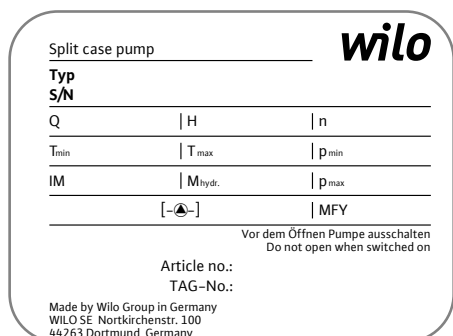 Split case pump
wilo
Typ
S/N
Q | H | n
Tmin | Tmax | pmin
IM | Mhydr. | pmax
[-▲-] | MFY
Vor dem Öffnen Pumpe ausschalten
Do not open when switched on
Article no.:
TAG-No.:
Made by Wilo Group in Germany
WILO SE Nortkirchenstr. 100
44263 Dortmund, Germany